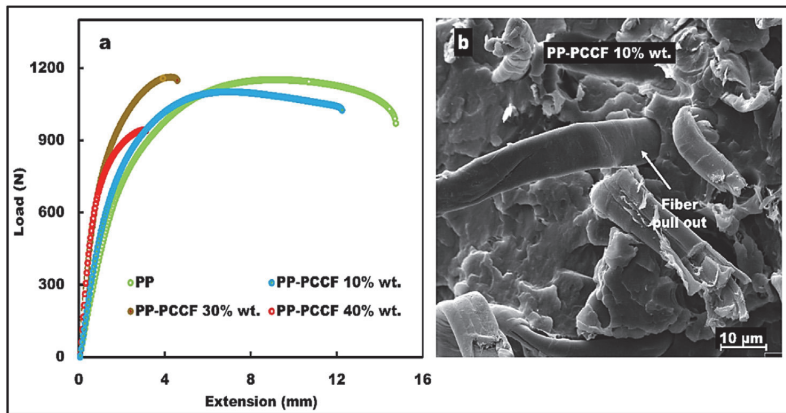 a
1200
900
600
300
0
Load (N)
PP
PP-PCCF 10% wt.
PP-PCCF 30% wt.
PP-PCCF 40% wt.
0 4 8 12 16
Extension (mm)
b
PP-PCCF 10% wt.
Fiber
pull out
10 µm